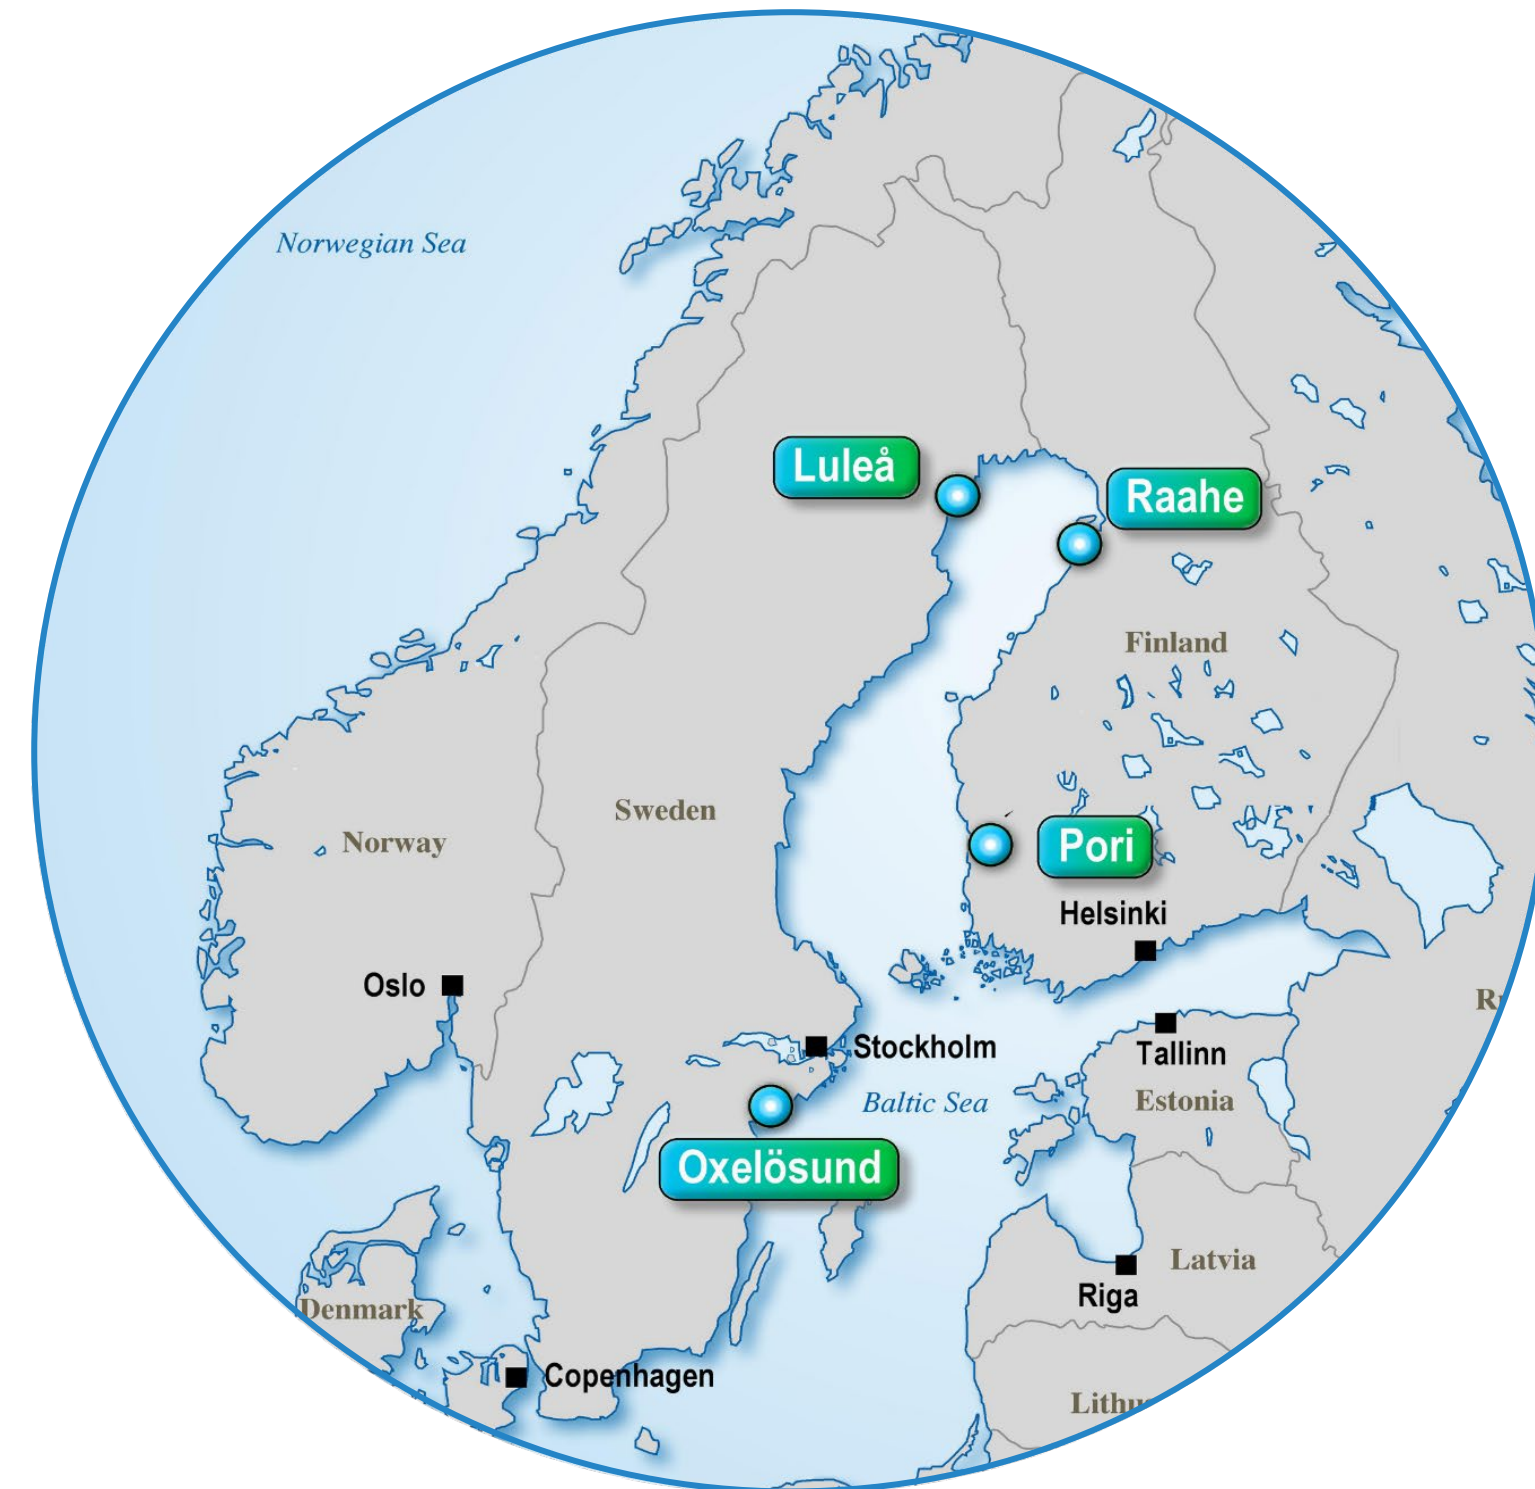 Norwegian Sea
Luleå
Raahe
Finland
Sweden
Norway
Pori
Helsinki
Oslo
Stockholm
Tallinn
Baltic Sea
Estonia
Oxelösund
Latvia
Riga
Denmark
Copenhagen